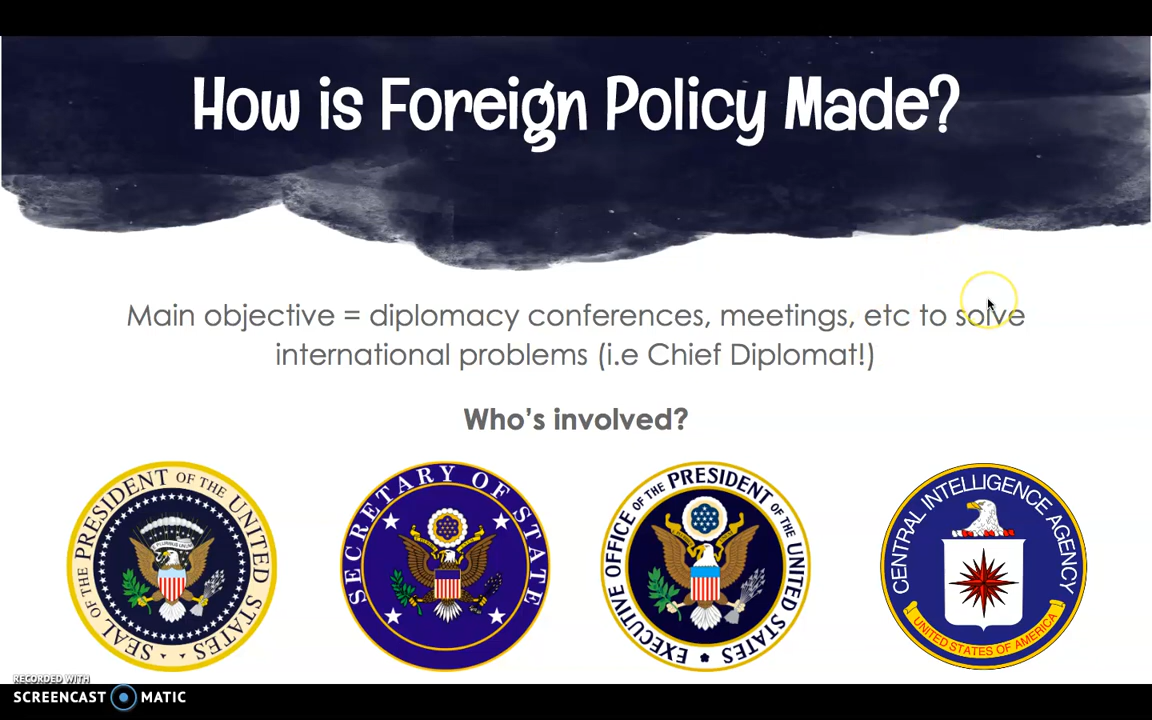 How is Foreign Policy Made?
Main objective = diplomacy conferences, meetings, etc to solve
international problems (i.e Chief Diplomat!)
Who's involved?
SEAL OF THE PRESIDENT OF THE UNITED STATES
E PLURIBUS UNUM
SECRETARY OF STATE
EXECUTIVE OFFICE OF THE PRESIDENT OF THE UNITED STATES
CENTRAL INTELLIGENCE AGENCY
UNITED STATES OF AMERICA
RECORDED WITH
SCREENCAST MATIC